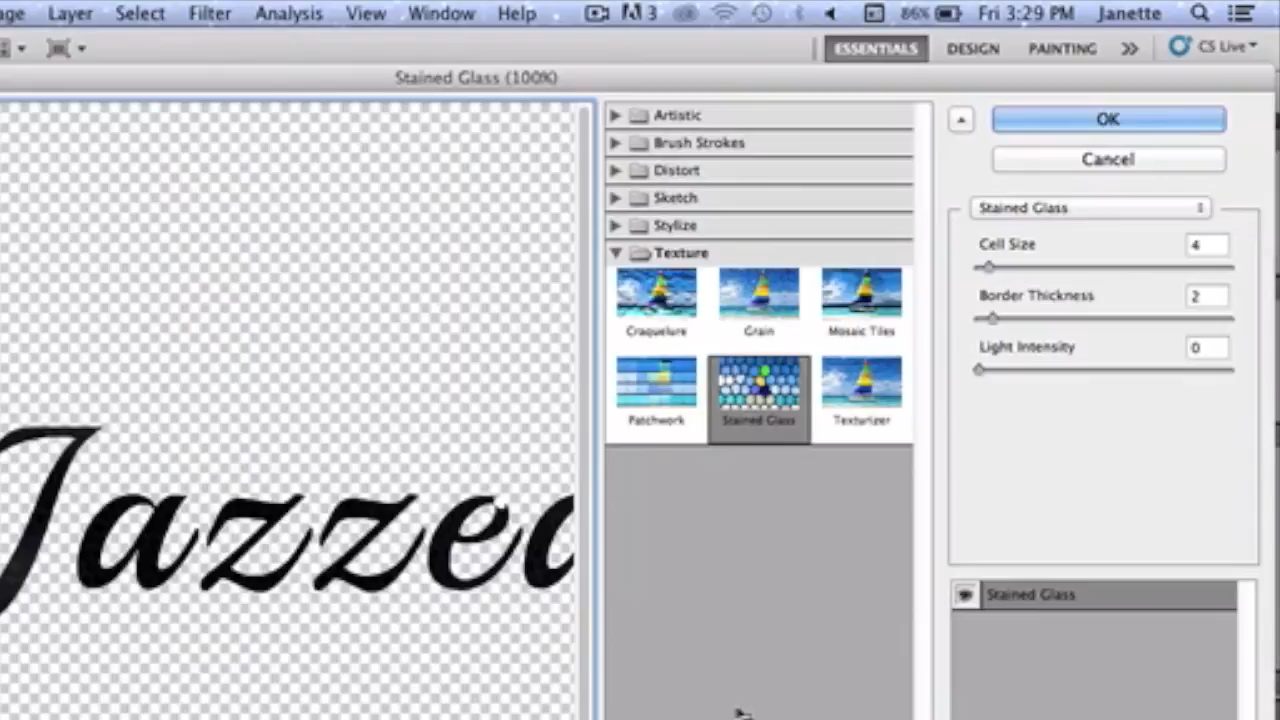 age Layer Select Filter Analysis View Window Help 3 86% Fri 3:29 PM Janette
ESSENTIALS DESIGN PAINTING >> CS Live
Stained Glass (100%)
Artistic
Brush Strokes
Distort
Sketch
Stylize
Texture
Craquelure Grain Mosaic Tiles
Patchwork Stained Glass Texturizer
OK
Cancel
Stained Glass
Cell Size 4
Border Thickness 2
Light Intensity 0
Stained Glass
Jazzed